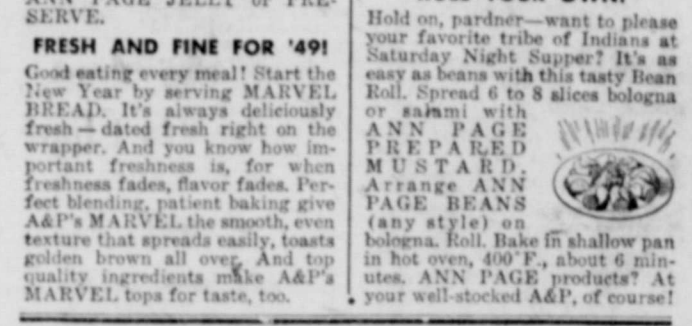 ANN PAGE JELLY or PRE-
SERVE.
FRESH AND FINE FOR '49!
Good eating every meal! Start the
New Year by serving MARVEL
BREAD. It's always deliciously
fresh—dated fresh right on the
wrapper. And you know how im-
portant freshness is, for when
freshness fades, flavor fades. Per-
fect blending, patient baking give
A&P's MARVEL the smooth, even
texture that spreads easily, toasts
golden brown all over. And top
quality ingredients make A&P's
MARVEL tops for taste, too.
Hold on, pardner—want to please
your favorite tribe of Indians at
Saturday Night Supper? It's as
easy as beans with this tasty Bean
Roll. Spread 6 to 8 slices bologna
or salami with
ANN PAGE
PREPARED
MUSTARD.
Arrange ANN
PAGE BEANS
(any style) on
bologna. Roll. Bake in shallow pan
in hot oven, 400°F., about 6 min-
utes. ANN PAGE products? At
your well-stocked A&P, of course!